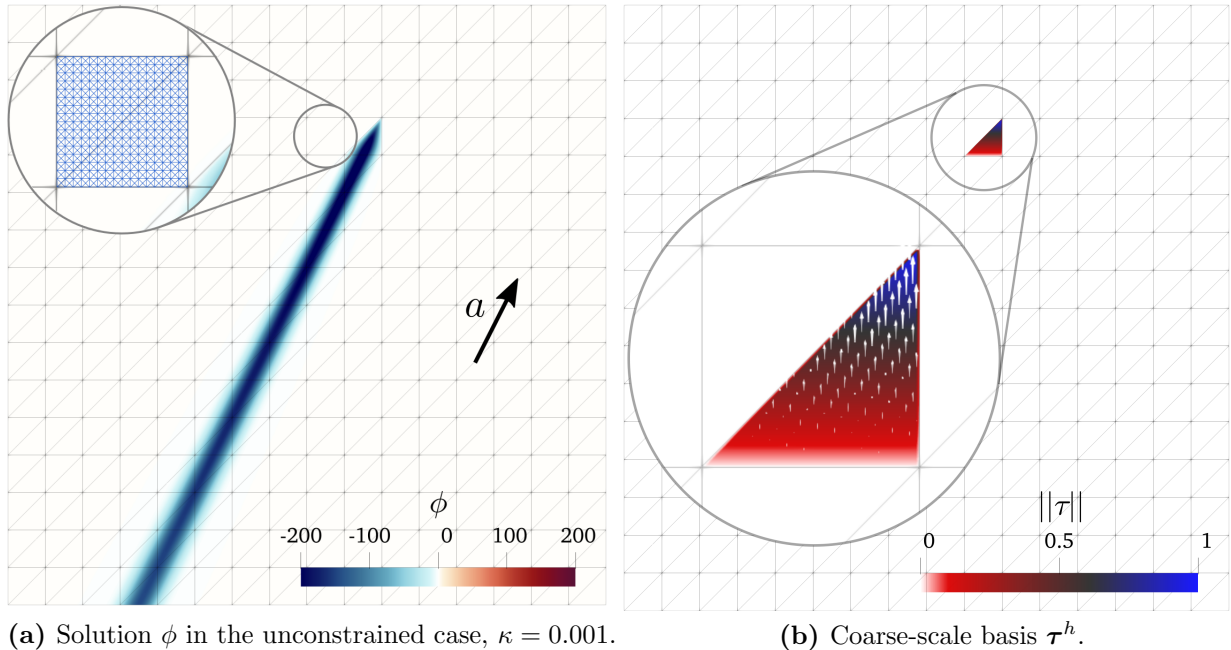 a
ϕ
-200 -100 0 100 200
(a) Solution ϕ in the unconstrained case, κ = 0.001.
||τ||
0 0.5 1
(b) Coarse-scale basis τ^h.